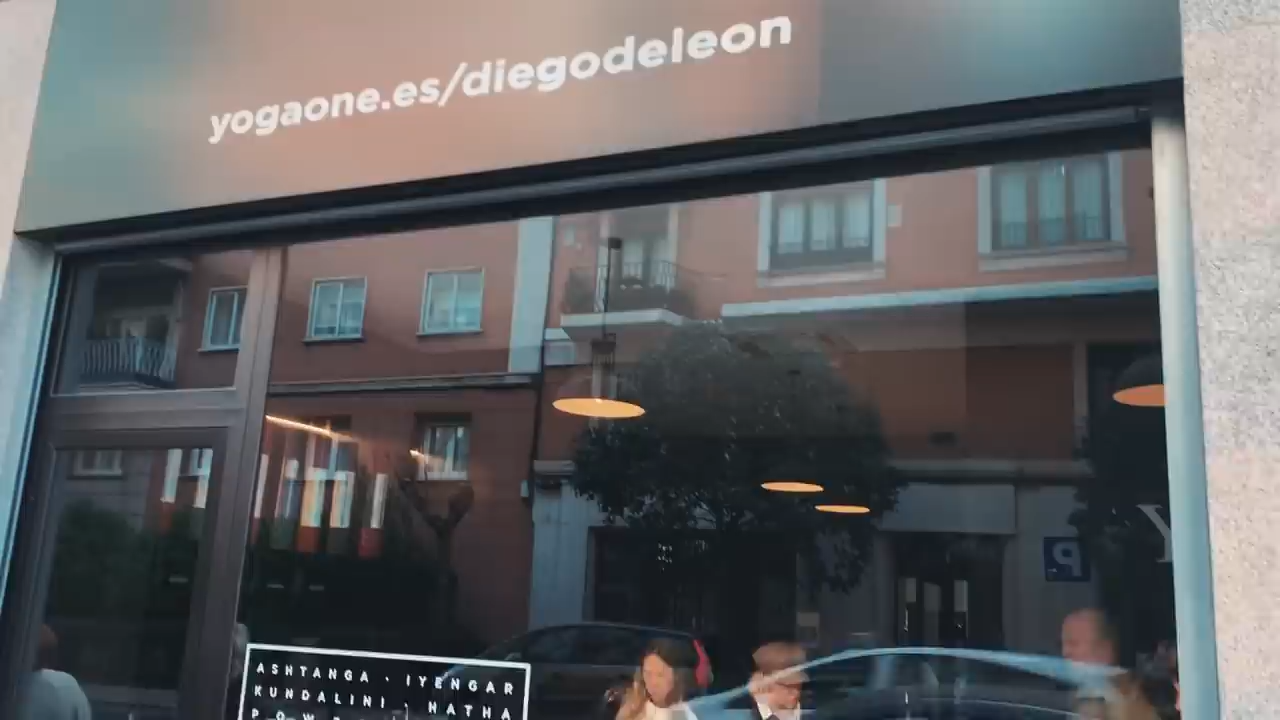 yogaone.es/diegodeleon
P
Y
ASHTANGA · IYENGAR
KUNDALINI · HATHA